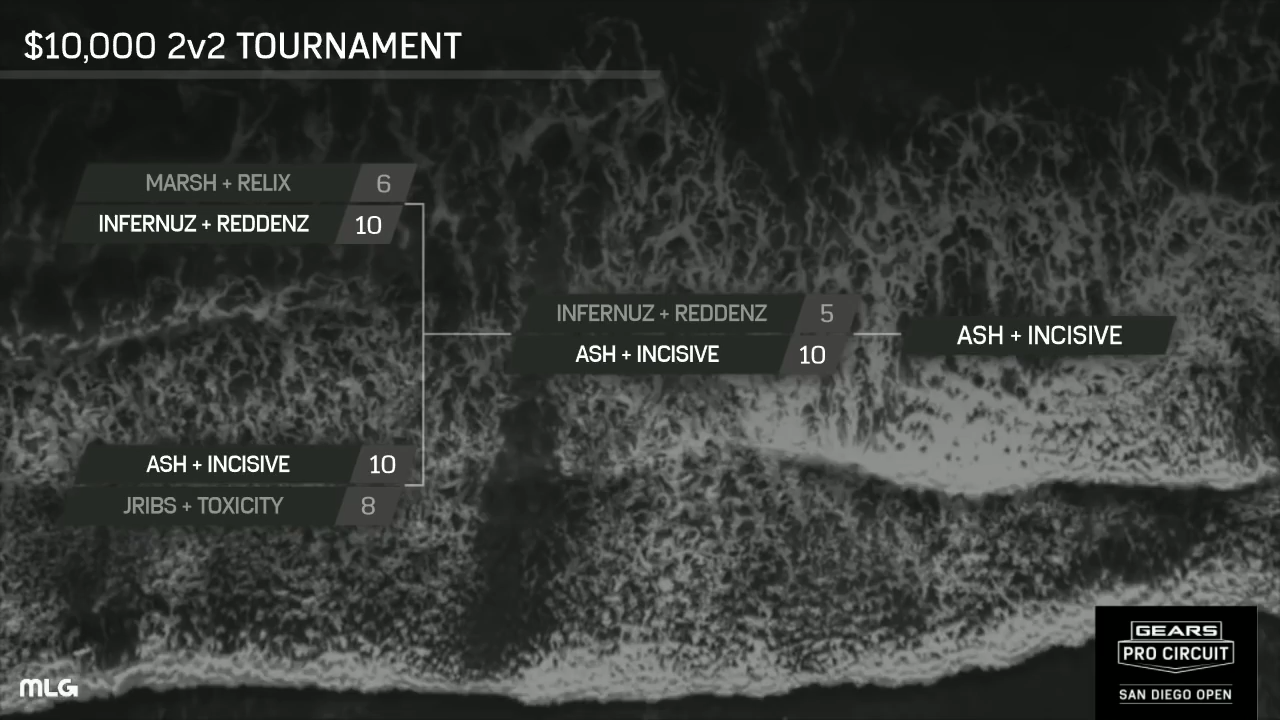 $10,000 2v2 TOURNAMENT
MARSH + RELIX 6
INFERNUZ + REDDENZ 10
ASH + INCISIVE 10
JRIBS + TOXICITY 8
INFERNUZ + REDDENZ 5
ASH + INCISIVE 10
ASH + INCISIVE
MLG
GEARS
PRO CIRCUIT
SAN DIEGO OPEN